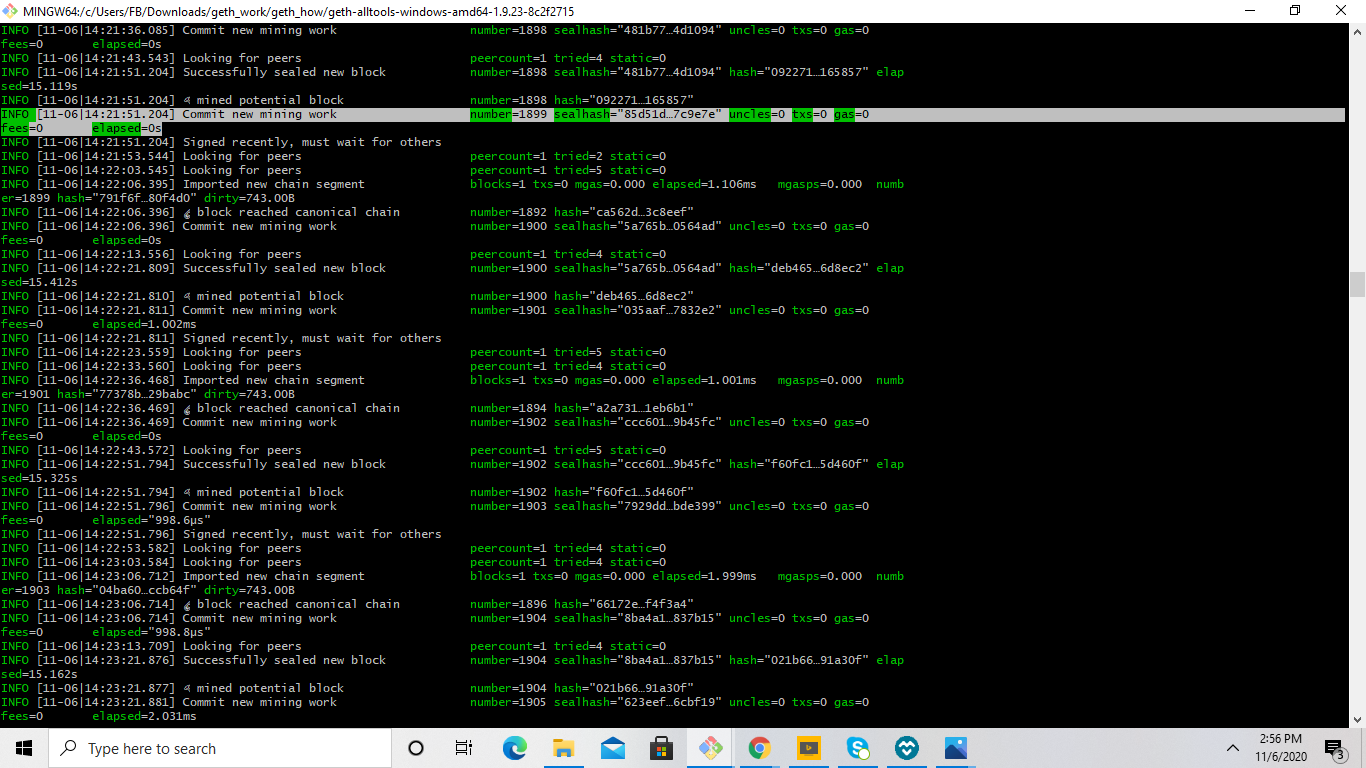 MINGW64:/c/Users/FB/Downloads/geth_work/geth_how/geth-alltools-windows-amd64-1.9.23-8c2f2715
INFO [11-06|14:21:36.085] Commit new mining work number=1898 sealhash="481b77…4d1094" uncles=0 txs=0 gas=0
fees=0 elapsed=0s
INFO [11-06|14:21:43.543] Looking for peers peercount=1 tried=4 static=0
INFO [11-06|14:21:51.204] Successfully sealed new block number=1898 sealhash="481b77…4d1094" hash="092271…165857" elap
sed=15.119s
INFO [11-06|14:21:51.204] 🔨 mined potential block number=1898 hash="092271…165857"
INFO [11-06|14:21:51.204] Commit new mining work number=1899 sealhash="85d51d…7c9e7e" uncles=0 txs=0 gas=0
fees=0 elapsed=0s
INFO [11-06|14:21:51.204] Signed recently, must wait for others
INFO [11-06|14:21:53.544] Looking for peers peercount=1 tried=2 static=0
INFO [11-06|14:22:03.545] Looking for peers peercount=1 tried=5 static=0
INFO [11-06|14:22:06.395] Imported new chain segment blocks=1 txs=0 mgas=0.000 elapsed=1.106ms mgasps=0.000 numb
er=1899 hash="791f6f…80f4d0" dirty=743.00B
INFO [11-06|14:22:06.396] 🔗 block reached canonical chain number=1892 hash="ca562d…3c8eef"
INFO [11-06|14:22:06.396] Commit new mining work number=1900 sealhash="5a765b…0564ad" uncles=0 txs=0 gas=0
fees=0 elapsed=0s
INFO [11-06|14:22:13.556] Looking for peers peercount=1 tried=4 static=0
INFO [11-06|14:22:21.809] Successfully sealed new block number=1900 sealhash="5a765b…0564ad" hash="deb465…6d8ec2" elap
sed=15.412s
INFO [11-06|14:22:21.810] 🔨 mined potential block number=1900 hash="deb465…6d8ec2"
INFO [11-06|14:22:21.811] Commit new mining work number=1901 sealhash="035aaf…7832e2" uncles=0 txs=0 gas=0
fees=0 elapsed=1.002ms
INFO [11-06|14:22:21.811] Signed recently, must wait for others
INFO [11-06|14:22:23.559] Looking for peers peercount=1 tried=5 static=0
INFO [11-06|14:22:33.560] Looking for peers peercount=1 tried=4 static=0
INFO [11-06|14:22:36.468] Imported new chain segment blocks=1 txs=0 mgas=0.000 elapsed=1.001ms mgasps=0.000 numb
er=1901 hash="77378b…29babc" dirty=743.00B
INFO [11-06|14:22:36.469] 🔗 block reached canonical chain number=1894 hash="a2a731…1eb6b1"
INFO [11-06|14:22:36.469] Commit new mining work number=1902 sealhash="ccc601…9b45fc" uncles=0 txs=0 gas=0
fees=0 elapsed=0s
INFO [11-06|14:22:43.572] Looking for peers peercount=1 tried=5 static=0
INFO [11-06|14:22:51.794] Successfully sealed new block number=1902 sealhash="ccc601…9b45fc" hash="f60fc1…5d460f" elap
sed=15.325s
INFO [11-06|14:22:51.794] 🔨 mined potential block number=1902 hash="f60fc1…5d460f"
INFO [11-06|14:22:51.796] Commit new mining work number=1903 sealhash="7929dd…bde399" uncles=0 txs=0 gas=0
fees=0 elapsed="998.6µs"
INFO [11-06|14:22:51.796] Signed recently, must wait for others
INFO [11-06|14:22:53.582] Looking for peers peercount=1 tried=4 static=0
INFO [11-06|14:23:03.584] Looking for peers peercount=1 tried=4 static=0
INFO [11-06|14:23:06.712] Imported new chain segment blocks=1 txs=0 mgas=0.000 elapsed=1.999ms mgasps=0.000 numb
er=1903 hash="04ba60…ccb64f" dirty=743.00B
INFO [11-06|14:23:06.714] 🔗 block reached canonical chain number=1896 hash="66172e…f4f3a4"
INFO [11-06|14:23:06.714] Commit new mining work number=1904 sealhash="8ba4a1…837b15" uncles=0 txs=0 gas=0
fees=0 elapsed="998.8µs"
INFO [11-06|14:23:13.709] Looking for peers peercount=1 tried=4 static=0
INFO [11-06|14:23:21.876] Successfully sealed new block number=1904 sealhash="8ba4a1…837b15" hash="021b66…91a30f" elap
sed=15.162s
INFO [11-06|14:23:21.877] 🔨 mined potential block number=1904 hash="021b66…91a30f"
INFO [11-06|14:23:21.881] Commit new mining work number=1905 sealhash="623eef…6cbf19" uncles=0 txs=0 gas=0
fees=0 elapsed=2.031ms
Type here to search
2:56 PM
11/6/2020
3